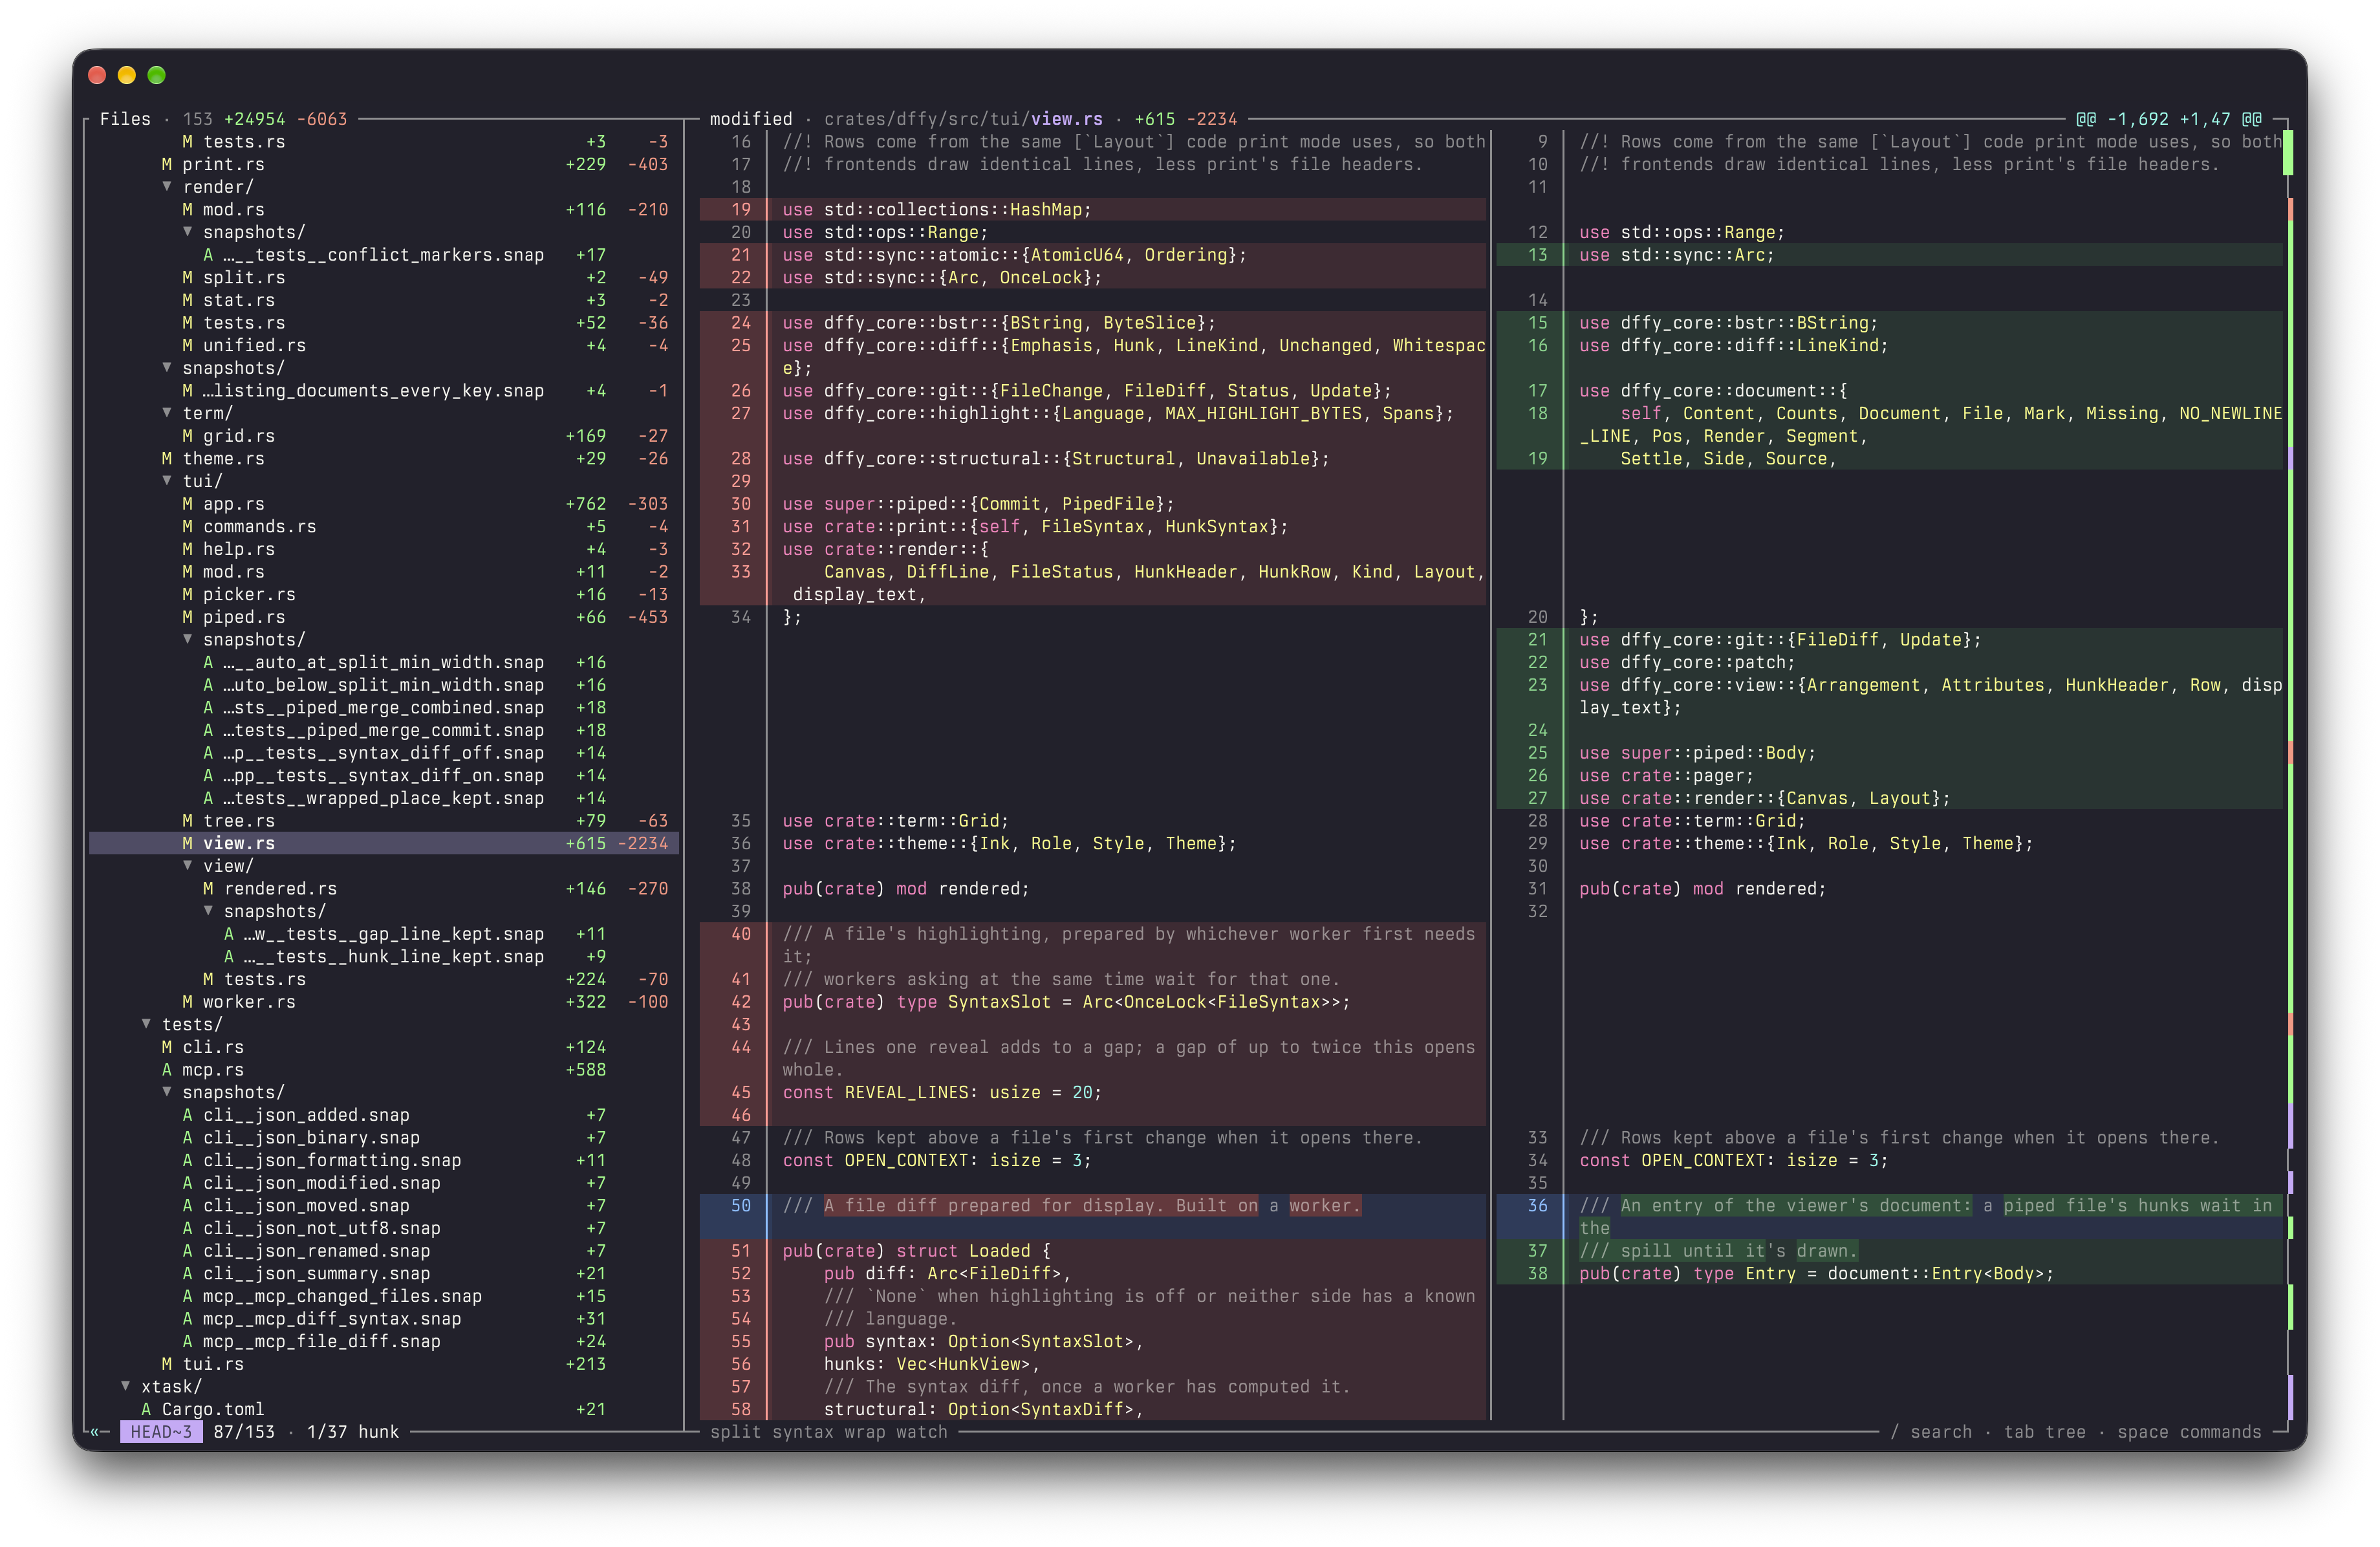 Files · 153 +24954 -6063
M tests.rs +3 -3
M print.rs +229 -403
▼ render/
M mod.rs +116 -210
▼ snapshots/
A …__tests__conflict_markers.snap +17
M split.rs +2 -49
M stat.rs +3 -2
M tests.rs +52 -36
M unified.rs +4 -4
▼ snapshots/
M …listing_documents_every_key.snap +4 -1
▼ term/
M grid.rs +169 -27
M theme.rs +29 -26
▼ tui/
M app.rs +762 -303
M commands.rs +5 -4
M help.rs +4 -3
M mod.rs +11 -2
M picker.rs +16 -13
M piped.rs +66 -453
▼ snapshots/
A …__auto_at_split_min_width.snap +16
A …uto_below_split_min_width.snap +16
A …sts__piped_merge_combined.snap +18
A …tests__piped_merge_commit.snap +18
A …p__tests__syntax_diff_off.snap +14
A …pp__tests__syntax_diff_on.snap +14
A …tests__wrapped_place_kept.snap +14
M tree.rs +79 -63
M view.rs +615 -2234
▼ view/
M rendered.rs +146 -270
▼ snapshots/
A …w__tests__gap_line_kept.snap +11
A …__tests__hunk_line_kept.snap +9
M tests.rs +224 -70
M worker.rs +322 -100
▼ tests/
M cli.rs +124
A mcp.rs +588
▼ snapshots/
A cli__json_added.snap +7
A cli__json_binary.snap +7
A cli__json_formatting.snap +11
A cli__json_modified.snap +7
A cli__json_moved.snap +7
A cli__json_not_utf8.snap +7
A cli__json_renamed.snap +7
A cli__json_summary.snap +21
A mcp__mcp_changed_files.snap +15
A mcp__mcp_diff_syntax.snap +31
A mcp__mcp_file_diff.snap +24
M tui.rs +213
▼ xtask/
A Cargo.toml +21
modified · crates/dffy/src/tui/view.rs · +615 -2234
@@ -1,692 +1,47 @@
16 //! Rows come from the same [`Layout`] code print mode uses, so both
17 //! frontends draw identical lines, less print's file headers.
18
19 use std::collections::HashMap;
20 use std::ops::Range;
21 use std::sync::atomic::{AtomicU64, Ordering};
22 use std::sync::{Arc, OnceLock};
23
24 use dffy_core::bstr::{BString, ByteSlice};
25 use dffy_core::diff::{Emphasis, Hunk, LineKind, Unchanged, Whitespac
e};
26 use dffy_core::git::{FileChange, FileDiff, Status, Update};
27 use dffy_core::highlight::{Language, MAX_HIGHLIGHT_BYTES, Spans};
28 use dffy_core::structural::{Structural, Unavailable};
29
30 use super::piped::{Commit, PipedFile};
31 use crate::print::{self, FileSyntax, HunkSyntax};
32 use crate::render::{
33 Canvas, DiffLine, FileStatus, HunkHeader, HunkRow, Kind, Layout,
display_text,
34 };
35 use crate::term::Grid;
36 use crate::theme::{Ink, Role, Style, Theme};
37
38 pub(crate) mod rendered;
39
40 /// A file's highlighting, prepared by whichever worker first needs
it;
41 /// workers asking at the same time wait for that one.
42 pub(crate) type SyntaxSlot = Arc<OnceLock<FileSyntax>>;
43
44 /// Lines one reveal adds to a gap; a gap of up to twice this opens
whole.
45 const REVEAL_LINES: usize = 20;
46
47 /// Rows kept above a file's first change when it opens there.
48 const OPEN_CONTEXT: isize = 3;
49
50 /// A file diff prepared for display. Built on a worker.
51 pub(crate) struct Loaded {
52 pub diff: Arc<FileDiff>,
53 /// `None` when highlighting is off or neither side has a known
54 /// language.
55 pub syntax: Option<SyntaxSlot>,
56 hunks: Vec<HunkView>,
57 /// The syntax diff, once a worker has computed it.
58 structural: Option<SyntaxDiff>,
9 //! Rows come from the same [`Layout`] code print mode uses, so both
10 //! frontends draw identical lines, less print's file headers.
11
12 use std::ops::Range;
13 use std::sync::Arc;
14
15 use dffy_core::bstr::BString;
16 use dffy_core::diff::LineKind;
17 use dffy_core::document::{
18 self, Content, Counts, Document, File, Mark, Missing, NO_NEWLINE
_LINE, Pos, Render, Segment,
19 Settle, Side, Source,
20 };
21 use dffy_core::git::{FileDiff, Update};
22 use dffy_core::patch;
23 use dffy_core::view::{Arrangement, Attributes, HunkHeader, Row, disp
lay_text};
24
25 use super::piped::Body;
26 use crate::pager;
27 use crate::render::{Canvas, Layout};
28 use crate::term::Grid;
29 use crate::theme::{Ink, Role, Style, Theme};
30
31 pub(crate) mod rendered;
32
33 /// Rows kept above a file's first change when it opens there.
34 const OPEN_CONTEXT: isize = 3;
35
36 /// An entry of the viewer's document: a piped file's hunks wait in
the
37 /// spill until it's drawn.
38 pub(crate) type Entry = document::Entry<Body>;
« HEAD~3 87/153 · 1/37 hunk
split syntax wrap watch
/ search · tab tree · space commands